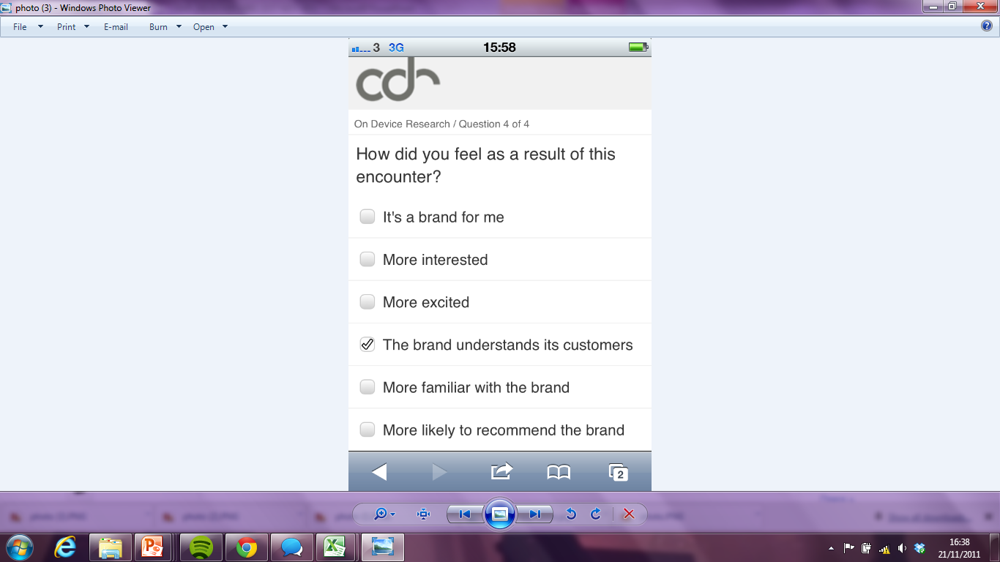 photo (3) - Windows Photo Viewer
File Print E-mail Burn Open
3 3G 15:58
On Device Research / Question 4 of 4
How did you feel as a result of this
encounter?
It's a brand for me
More interested
More excited
The brand understands its customers
More familiar with the brand
More likely to recommend the brand
2
16:38
21/11/2011